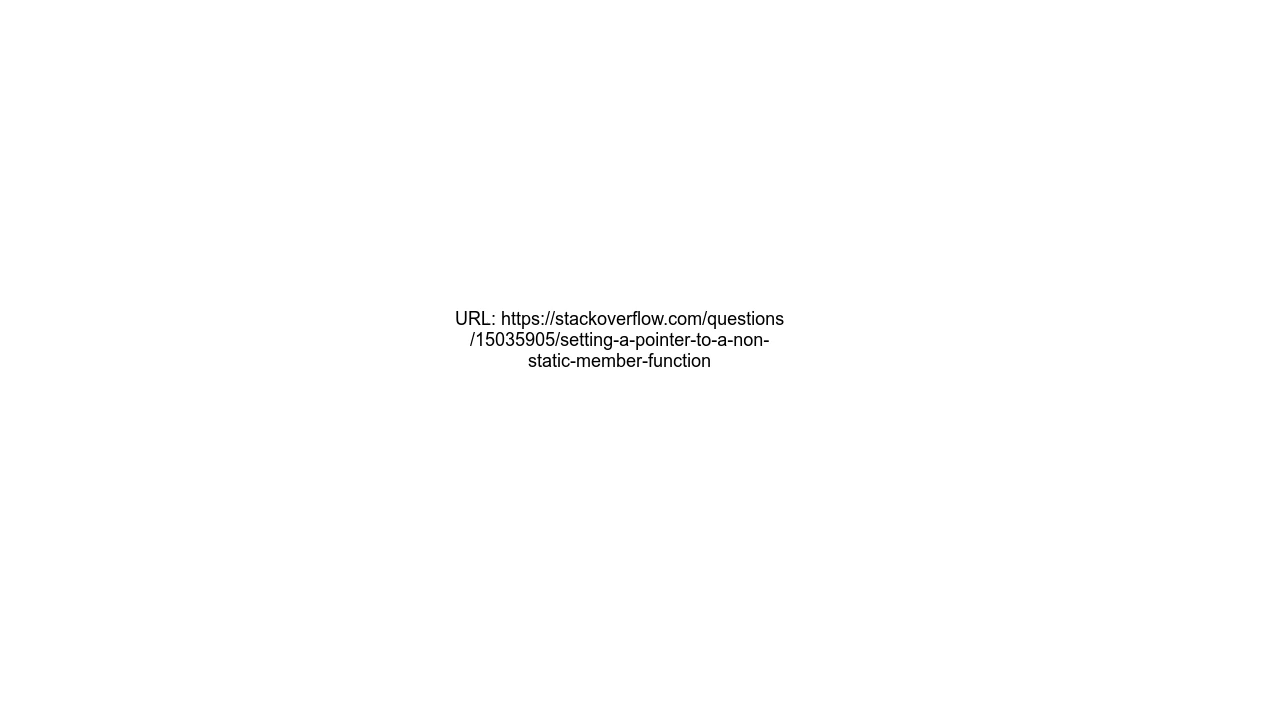 URL: https://stackoverflow.com/questions
/15035905/setting-a-pointer-to-a-non-
static-member-function